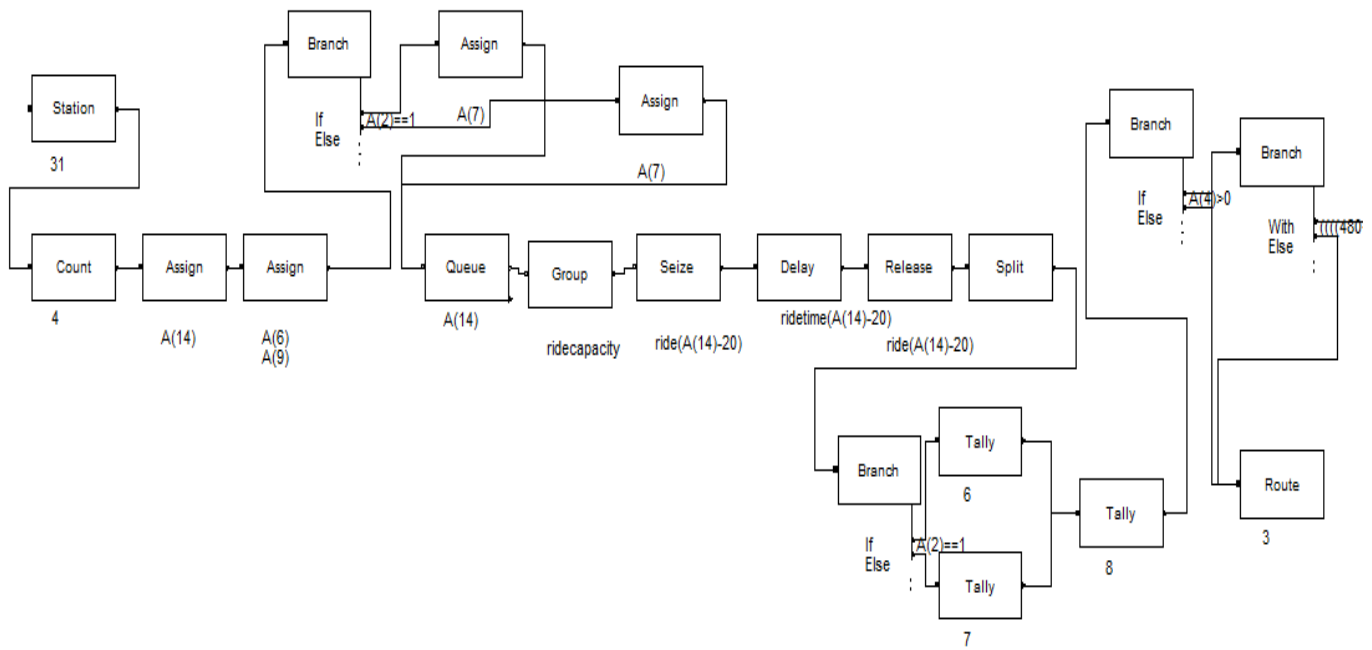 Station
31
Branch
If
Else
A(2)==1
Assign
A(7)
Assign
A(7)
Count
4
Assign
A(14)
Assign
A(6)
A(9)
Queue
A(14)
Group
ridecapacity
Seize
ride(A(14)-20)
Delay
ridetime(A(14)-20)
Release
ride(A(14)-20)
Split
Branch
If
Else
A(2)==1
Tally
6
Tally
7
Tally
8
Branch
If
Else
A(4)>0
Branch
With
Else
((((480
Route
3